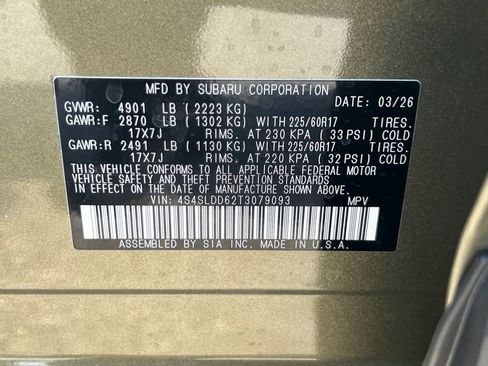 MFD BY SUBARU CORPORATION
GVWR: 4901 LB ( 2223 KG) DATE: 03/26
GAWR:F 2870 LB ( 1302 KG) WITH 225/60R17 TIRES.
17X7J RIMS. AT 230 KPA ( 33 PSI) COLD
GAWR:R 2491 LB ( 1130 KG) WITH 225/60R17 TIRES.
17X7J RIMS. AT 220 KPA ( 32 PSI) COLD
THIS VEHICLE CONFORMS TO ALL APPLICABLE FEDERAL MOTOR
VEHICLE SAFETY AND THEFT PREVENTION STANDARDS
IN EFFECT ON THE DATE OF MANUFACTURE SHOWN ABOVE.
VIN: 4S4SLDD62T3079093 MPV
ASSEMBLED BY SIA INC. MADE IN U.S.A.